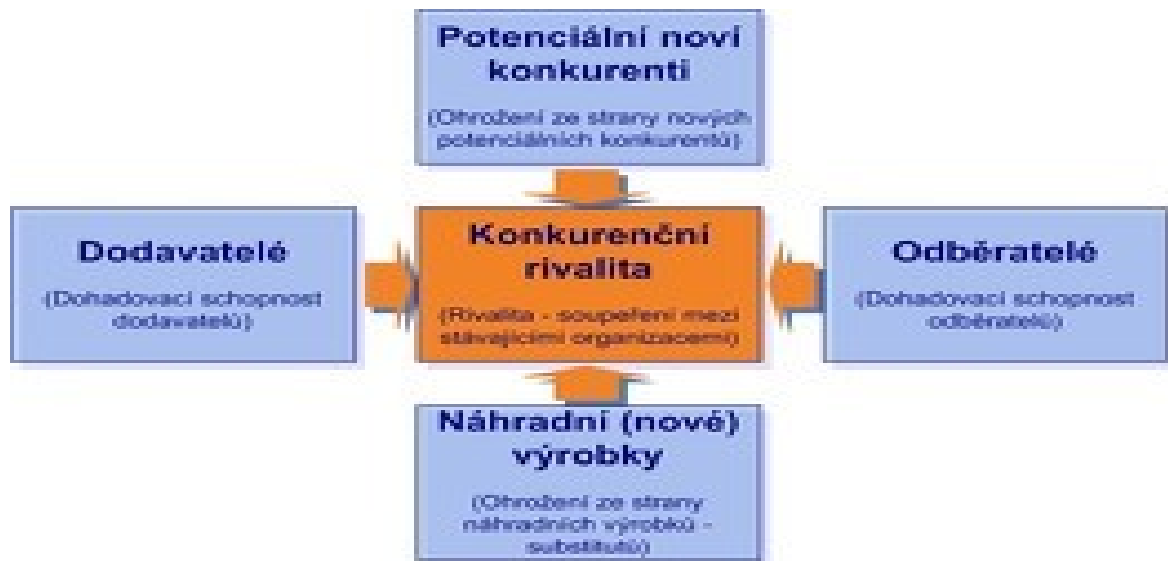 Potenciální noví
konkurenti
(Ohrožení ze strany nových
potenciálních konkurentů)
Dodavatelé
(Dohadovací schopnost
dodavatelů)
Konkurenční
rivalita
(Rivalita - soupeření mezi
stávajícími organizacemi)
Odběratelé
(Dohadovací schopnost
odběratelů)
Náhradní (nové)
výrobky
(Ohrožení ze strany
náhradních výrobků -
substitutů)